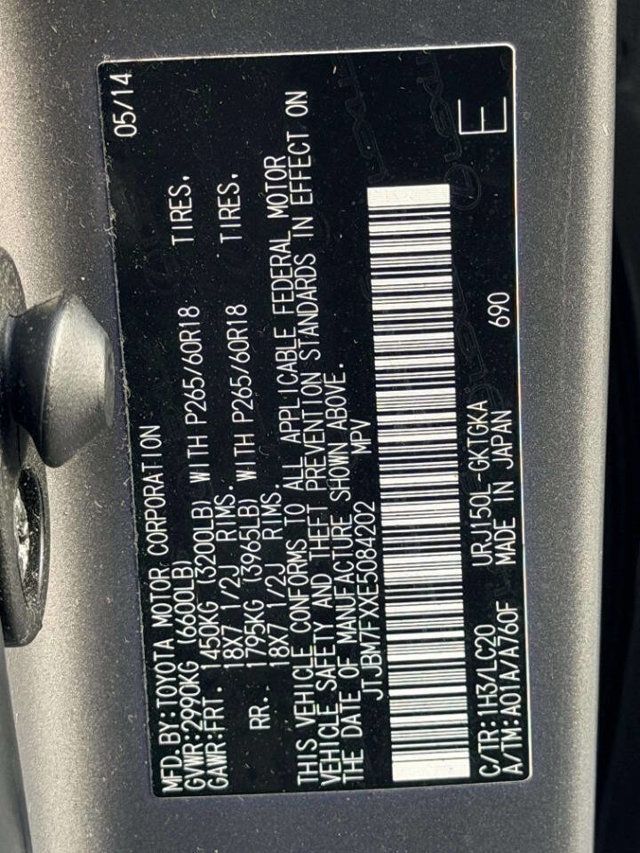 MFD. BY: TOYOTA MOTOR CORPORATION 05/14
GVWR: 2990KG (6600LB)
GAWR: FRT. 1450KG (3200LB) WITH P265/60R18 TIRES.
18X7 1/2J RIMS.
RR. 1795KG (3965LB) WITH P265/60R18 TIRES.
18X7 1/2J RIMS.
THIS VEHICLE CONFORMS TO ALL APPLICABLE FEDERAL MOTOR
VEHICLE SAFETY AND THEFT PREVENTION STANDARDS IN EFFECT ON
THE DATE OF MANUFACTURE SHOWN ABOVE.
JTJBM7FXXE5084202 MPV
C/TR: 1H3/LC20 URJ150L-GKTGKA 690
A/TM: A01A/A760F MADE IN JAPAN
E